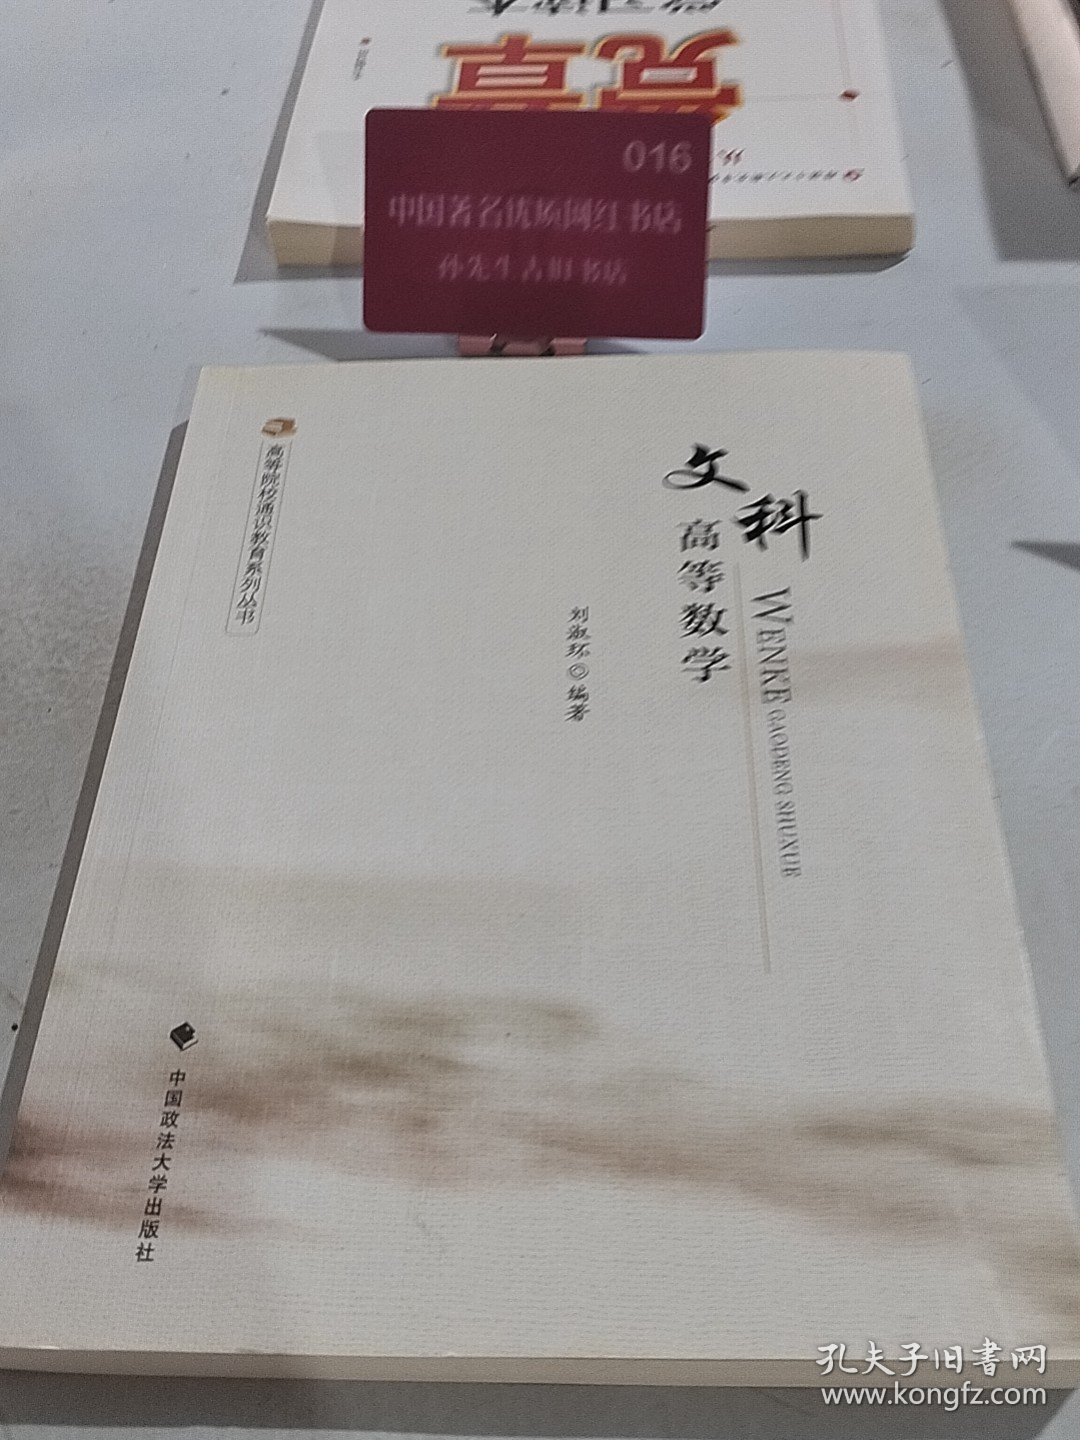 016
中国著名优质网红书店
孙先生古旧书店
高等院校通识教育系列丛书
文科
高等数学
WENKE GAODENG SHUXUE
刘淑环◎编著
中国政法大学出版社
孔夫子旧書网
www.kongfz.com